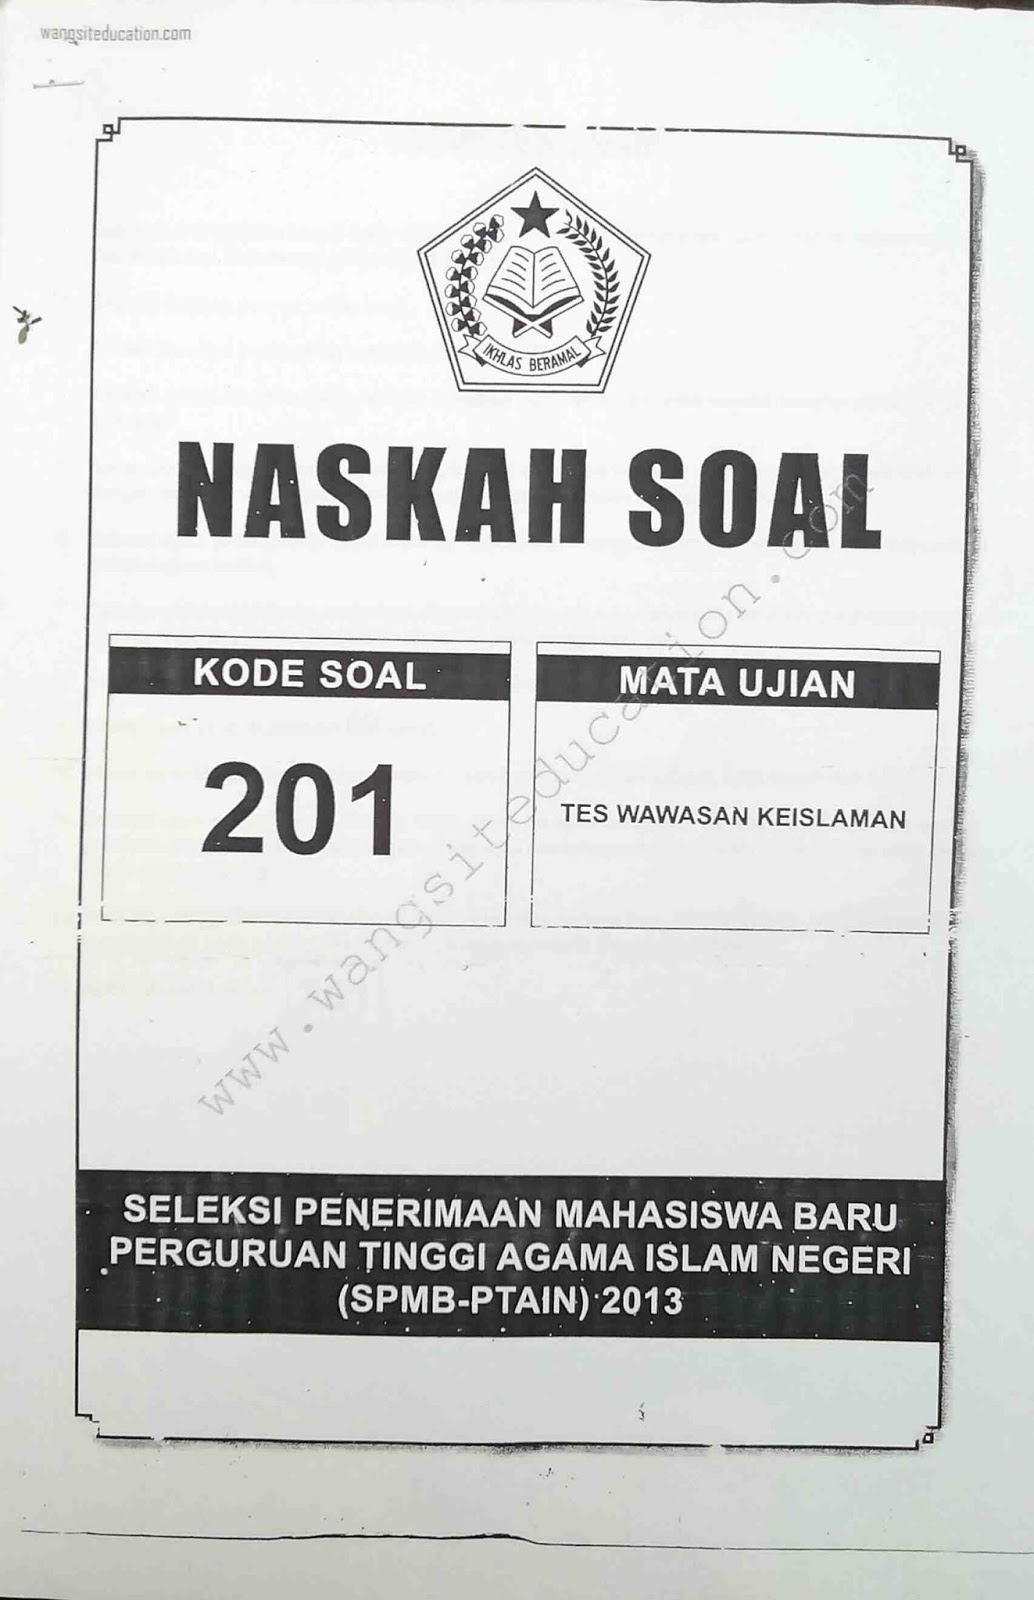 wangsiteducation.com
IKHLAS BERAMAL
NASKAH SOAL
KODE SOAL
201
MATA UJIAN
TES WAWASAN KEISLAMAN
www.wangsiteducation.com
SELEKSI PENERIMAAN MAHASISWA BARU
PERGURUAN TINGGI AGAMA ISLAM NEGERI
(SPMB-PTAIN) 2013